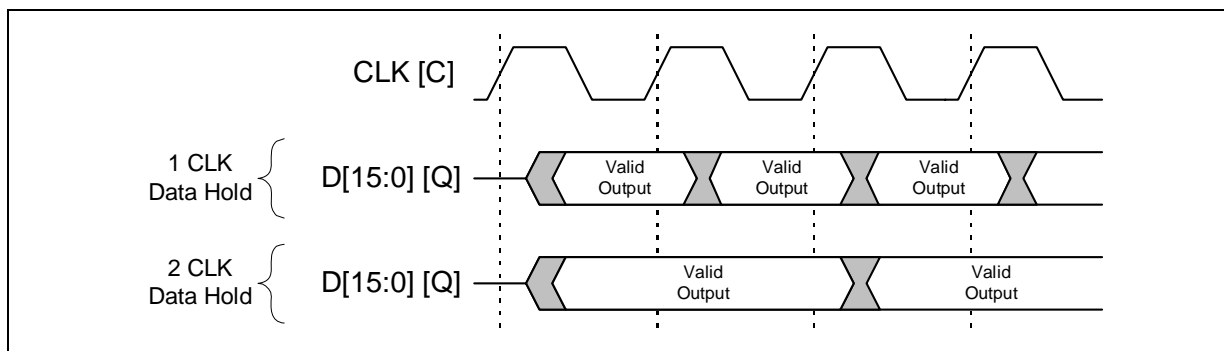 CLK [C]
1 CLK
Data Hold
D[15:0] [Q]
Valid
Output
Valid
Output
Valid
Output
2 CLK
Data Hold
D[15:0] [Q]
Valid
Output
Valid
Output